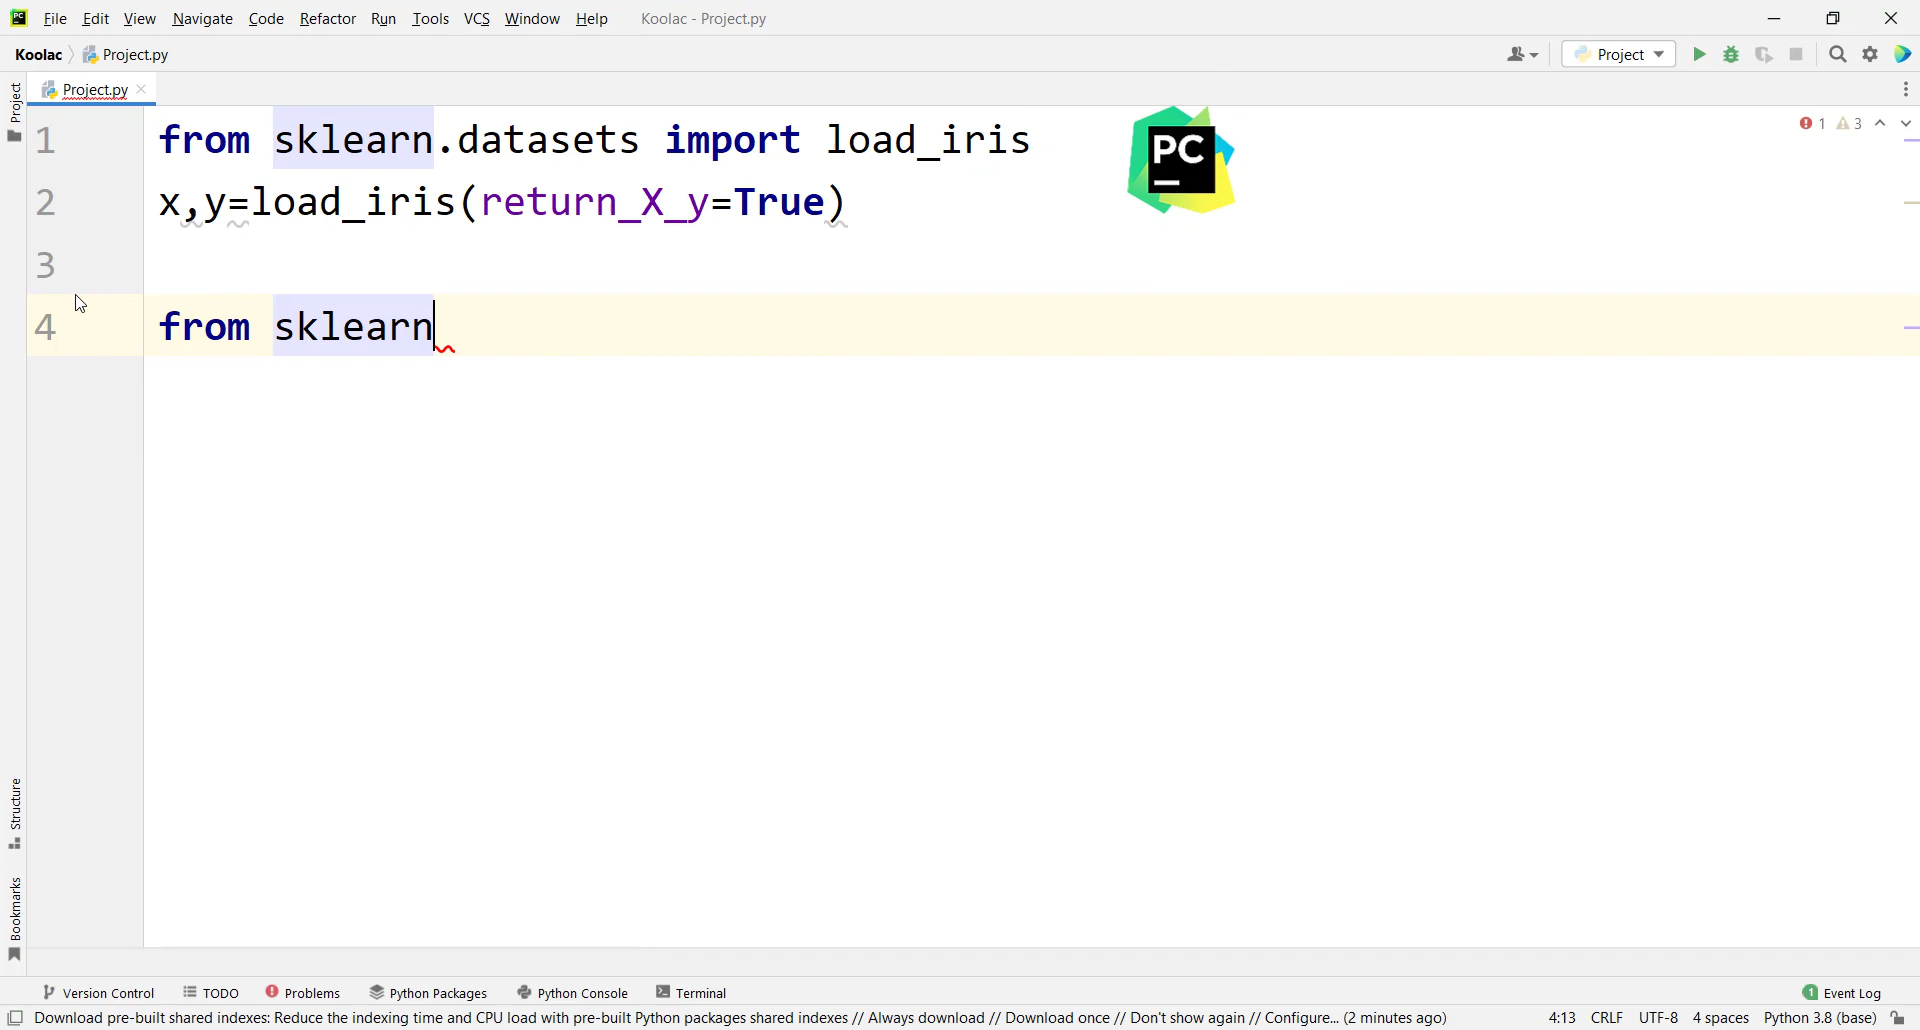 File Edit View Navigate Code Refactor Run Tools VCS Window Help Koolac - Project.py
Koolac Project.py Project
Project.py
Project
1 from sklearn.datasets import load_iris
PC
1 3
2 x,y=load_iris(return_X_y=True)
3
4 from sklearn
Structure
Bookmarks
Version Control TODO Problems Python Packages Python Console Terminal 1 Event Log
Download pre-built shared indexes: Reduce the indexing time and CPU load with pre-built Python packages shared indexes // Always download // Download once // Don't show again // Configure... (2 minutes ago) 4:13 CRLF UTF-8 4 spaces Python 3.8 (base)